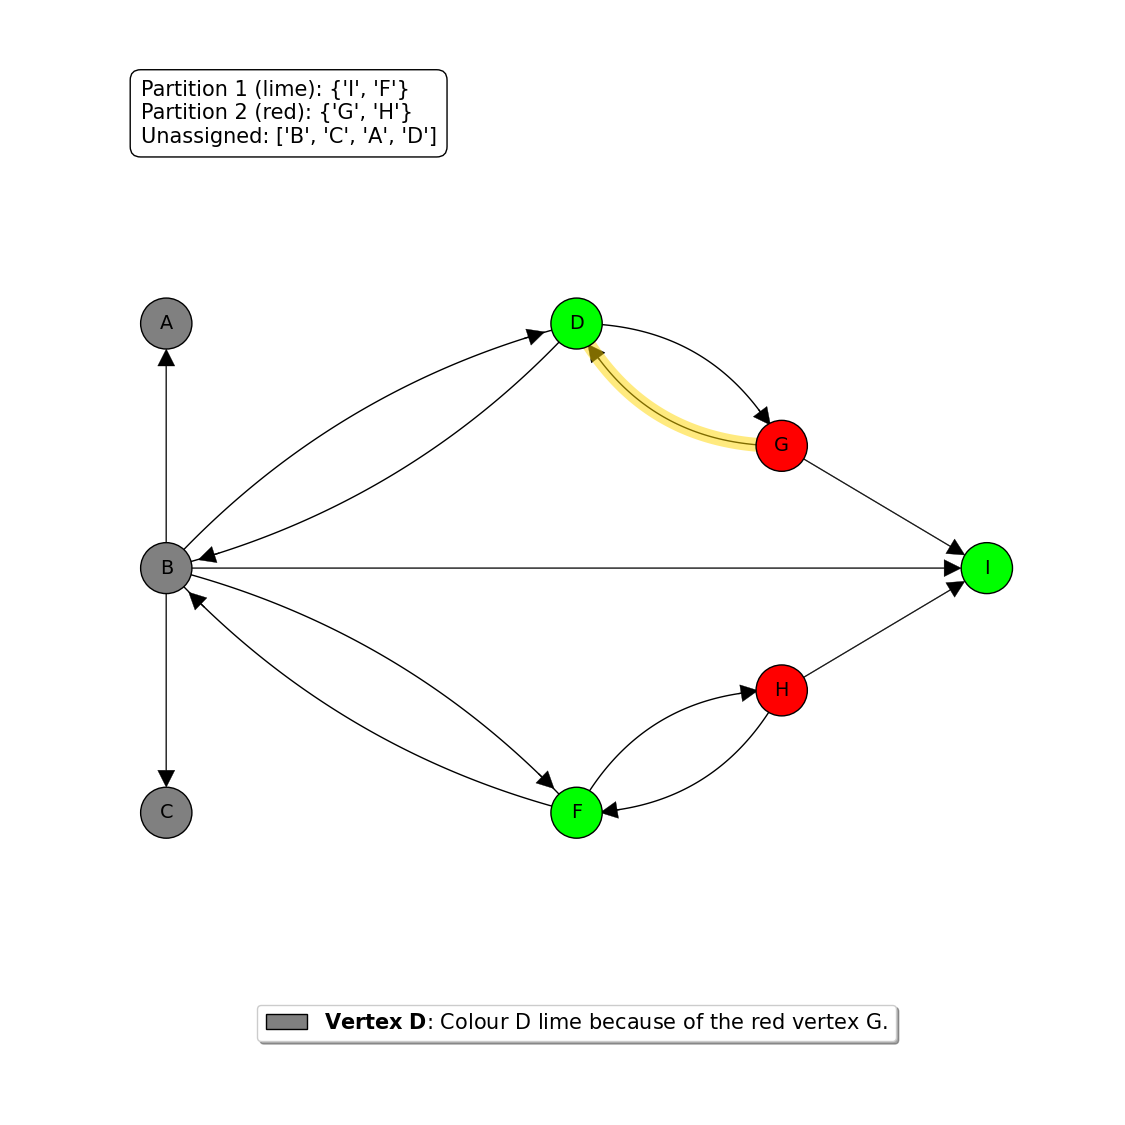 Partition 1 (lime): {'I', 'F'}
Partition 2 (red): {'G', 'H'}
Unassigned: ['B', 'C', 'A', 'D']
A
D
G
B
I
H
C
F
Vertex D: Colour D lime because of the red vertex G.